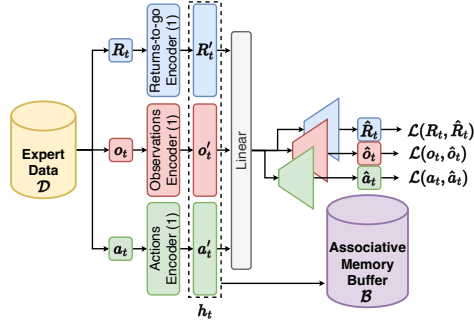 Expert
Data
𝒟
R_t
Returns-to-go
Encoder (1)
R'_t
o_t
Observations
Encoder (1)
o'_t
a_t
Actions
Encoder (1)
a'_t
h_t
Linear
R̂_t
ℒ(R_t, R̂_t)
ô_t
ℒ(o_t, ô_t)
â_t
ℒ(a_t, â_t)
Associative
Memory
Buffer
ℬ